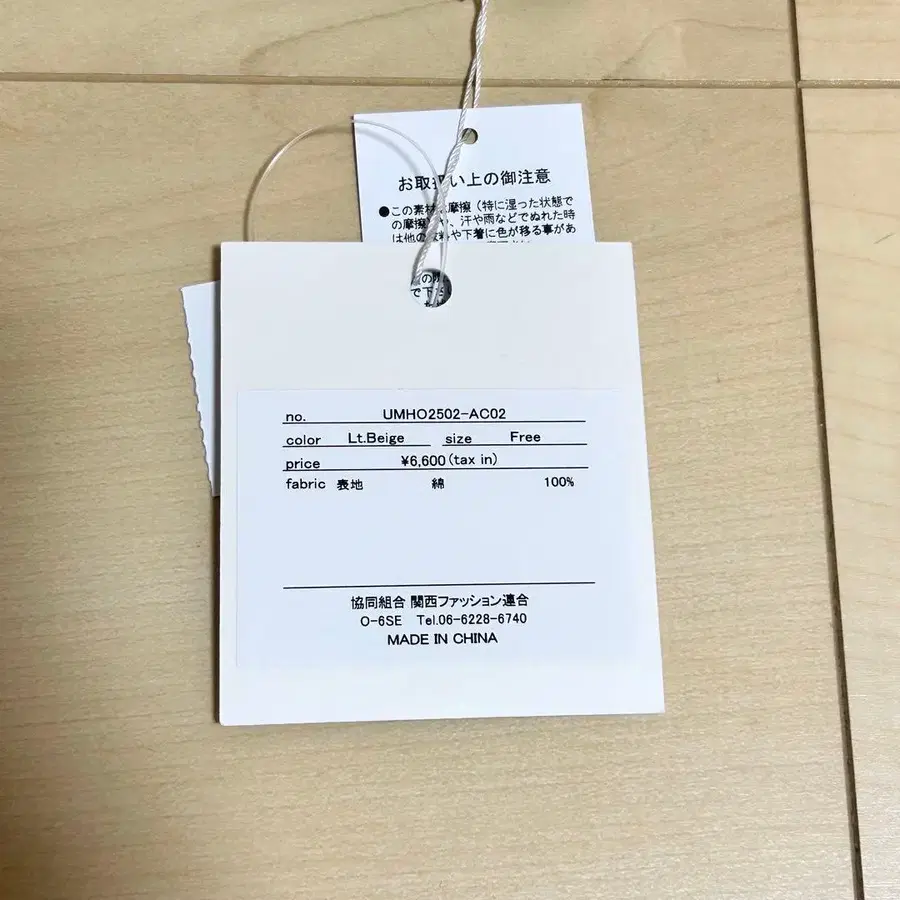 お取扱い上の御注意
●この素材は摩擦（特に湿った状態で
の摩擦）や、汗や雨などでぬれた時
は他の衣料や下着に色が移る事があ
no. UMHO2502-AC02
color Lt.Beige size Free
price ¥6,600(tax in)
fabric 表地 綿 100%
協同組合 関西ファッション連合
O-6SE Tel.06-6228-6740
MADE IN CHINA